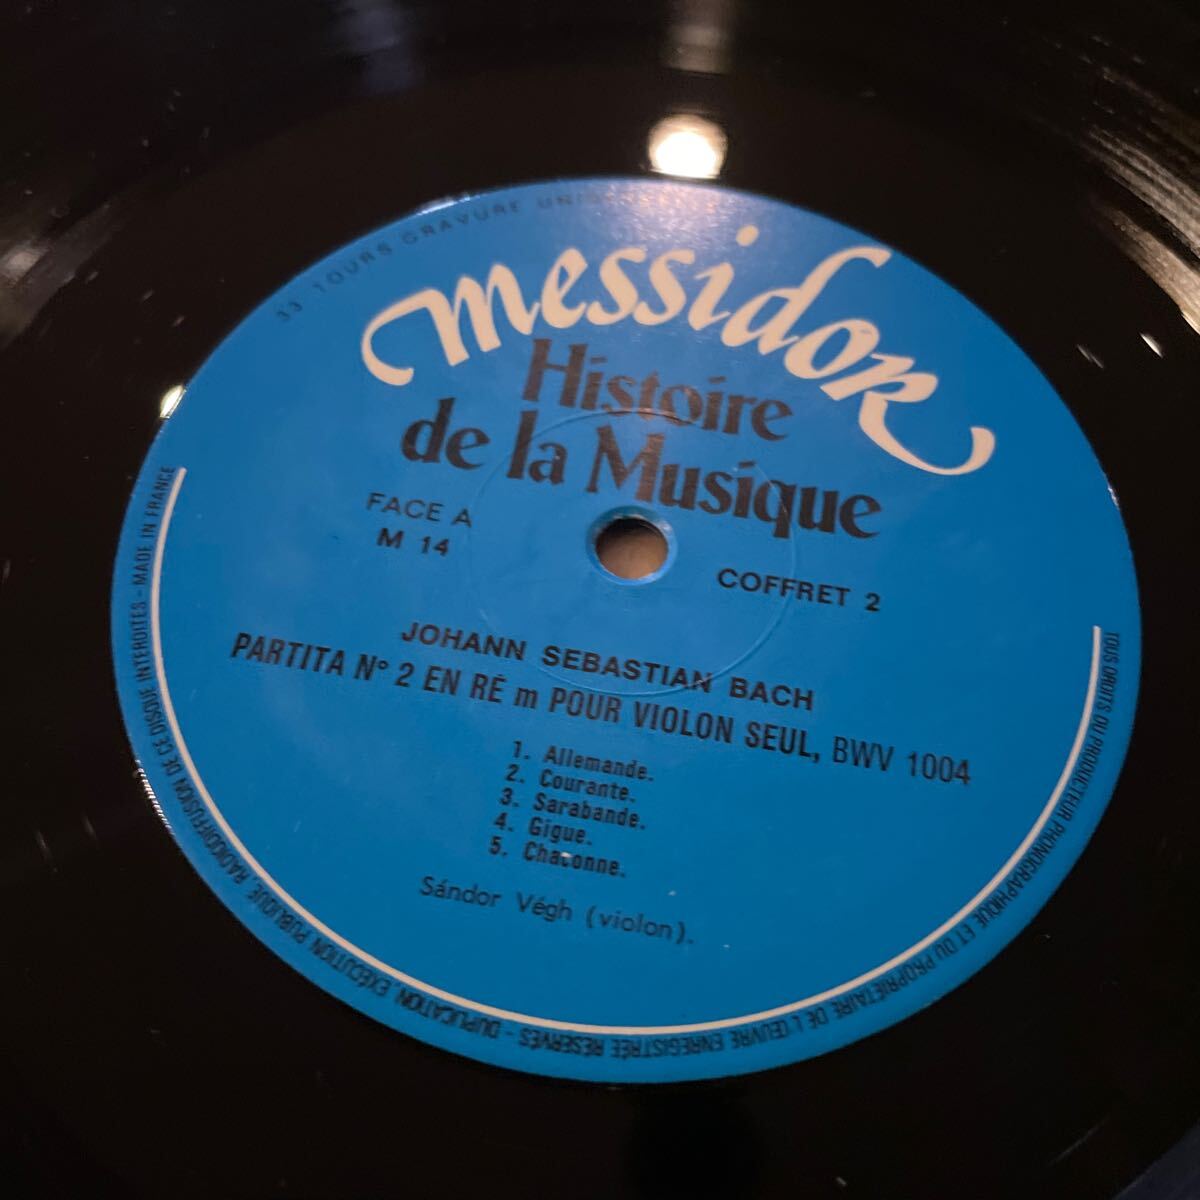 33 TOURS GRAVURE UNIVERSELLE
messidor
Histoire
de la Musique
FACE A
M 14
COFFRET 2
JOHANN SEBASTIAN BACH
PARTITA N° 2 EN RÉ m POUR VIOLON SEUL, BWV 1004
1. Allemande.
2. Courante.
3. Sarabande.
4. Gigue.
5. Chaconne.
Sándor Végh (violon).
TOUS DROITS DU PRODUCTEUR PHONOGRAPHIQUE ET DU PROPRIÉTAIRE DE L'ŒUVRE ENREGISTRÉE RÉSERVÉS - DUPLICATION, EXÉCUTION PUBLIQUE, RADIODIFFUSION DE CE DISQUE INTERDITES - MADE IN FRANCE